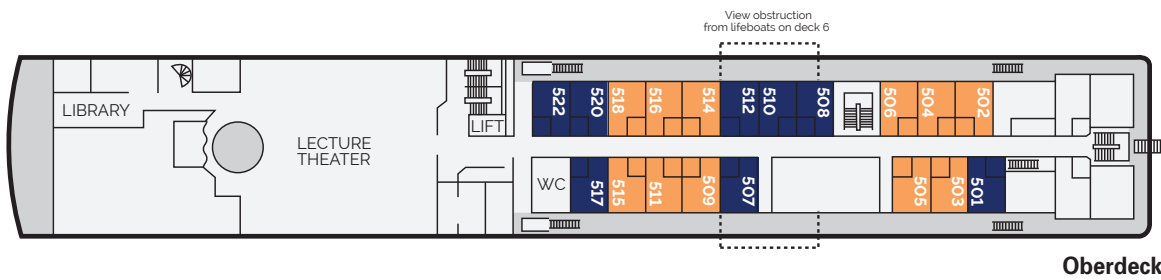 View obstruction
from lifeboats on deck 6
LIBRARY
LECTURE
THEATER
LIFT
522
520
518
516
514
512
510
508
506
504
502
WC
517
515
511
509
507
505
503
501
Oberdeck